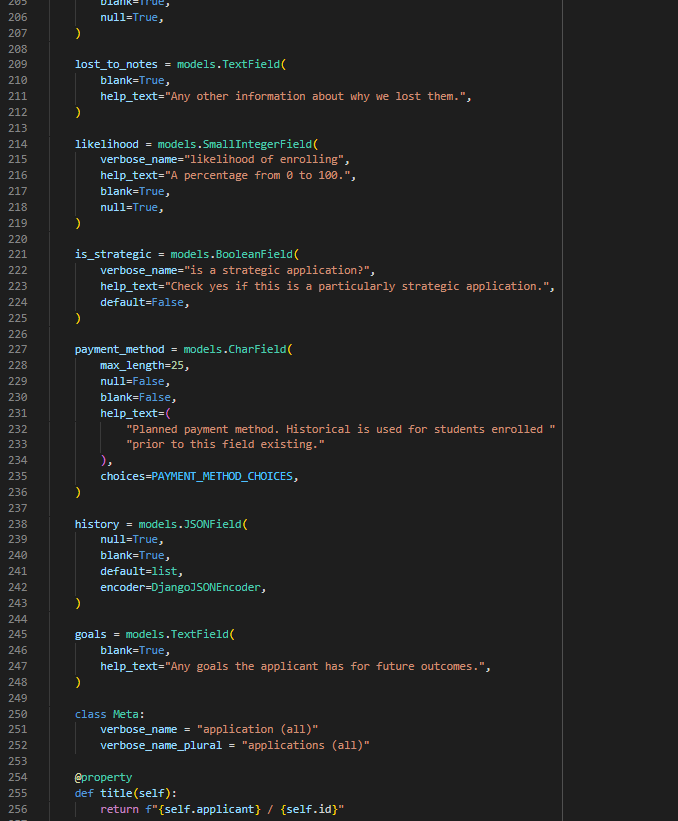 205 blank=True,
206 null=True,
207 )
208
209 lost_to_notes = models.TextField(
210 blank=True,
211 help_text="Any other information about why we lost them.",
212 )
213
214 likelihood = models.SmallIntegerField(
215 verbose_name="likelihood of enrolling",
216 help_text="A percentage from 0 to 100.",
217 blank=True,
218 null=True,
219 )
220
221 is_strategic = models.BooleanField(
222 verbose_name="is a strategic application?",
223 help_text="Check yes if this is a particularly strategic application.",
224 default=False,
225 )
226
227 payment_method = models.CharField(
228 max_length=25,
229 null=False,
230 blank=False,
231 help_text=(
232 "Planned payment method. Historical is used for students enrolled "
233 "prior to this field existing."
234 ),
235 choices=PAYMENT_METHOD_CHOICES,
236 )
237
238 history = models.JSONField(
239 null=True,
240 blank=True,
241 default=list,
242 encoder=DjangoJSONEncoder,
243 )
244
245 goals = models.TextField(
246 blank=True,
247 help_text="Any goals the applicant has for future outcomes.",
248 )
249
250 class Meta:
251 verbose_name = "application (all)"
252 verbose_name_plural = "applications (all)"
253
254 @property
255 def title(self):
256 return f"{self.applicant} / {self.id}"